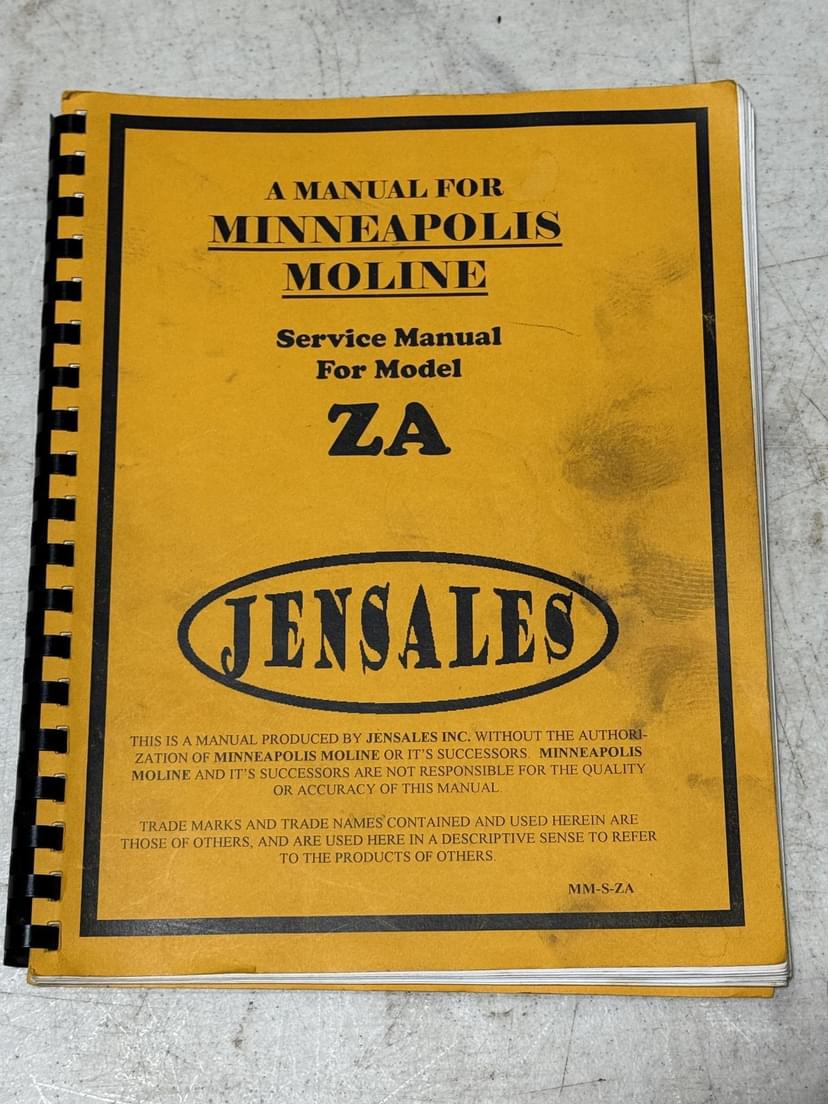 A MANUAL FOR
MINNEAPOLIS
MOLINE
Service Manual
For Model
ZA
JENSALES
THIS IS A MANUAL PRODUCED BY JENSALES INC. WITHOUT THE AUTHORI-
ZATION OF MINNEAPOLIS MOLINE OR IT'S SUCCESSORS. MINNEAPOLIS
MOLINE AND IT'S SUCCESSORS ARE NOT RESPONSIBLE FOR THE QUALITY
OR ACCURACY OF THIS MANUAL.
TRADE MARKS AND TRADE NAMES CONTAINED AND USED HEREIN ARE
THOSE OF OTHERS, AND ARE USED HERE IN A DESCRIPTIVE SENSE TO REFER
TO THE PRODUCTS OF OTHERS.
MM-S-ZA